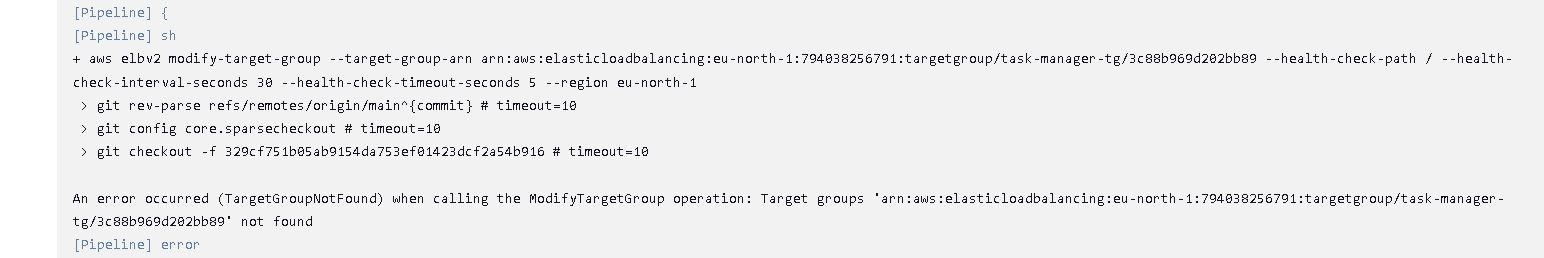 [Pipeline] {
[Pipeline] sh
+ aws elbv2 modify-target-group --target-group-arn arn:aws:elasticloadbalancing:eu-north-1:794038256791:targetgroup/task-manager-tg/3c88b969d202bb89 --health-check-path / --health-
check-interval-seconds 30 --health-check-timeout-seconds 5 --region eu-north-1
 > git rev-parse refs/remotes/origin/main^{commit} # timeout=10
 > git config core.sparsecheckout # timeout=10
 > git checkout -f 329cf751b05ab9154da753ef01423dcf2a54b916 # timeout=10
An error occurred (TargetGroupNotFound) when calling the ModifyTargetGroup operation: Target groups 'arn:aws:elasticloadbalancing:eu-north-1:794038256791:targetgroup/task-manager-
tg/3c88b969d202bb89' not found
[Pipeline] error